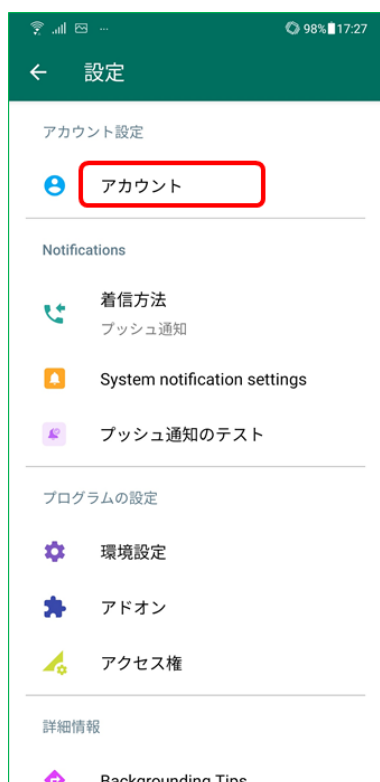 98% 17:27
設定
アカウント設定
アカウント
Notifications
着信方法
プッシュ通知
System notification settings
プッシュ通知のテスト
プログラムの設定
環境設定
アドオン
アクセス権
詳細情報
Backgrounding Tips